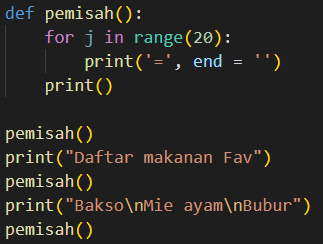 def pemisah():
    for j in range(20):
        print('=', end = '')
    print()

pemisah()
print("Daftar makanan Fav")
pemisah()
print("Bakso\nMie ayam\nBubur")
pemisah()